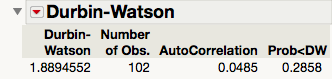 Durbin-Watson
Durbin- Number
Watson of Obs. AutoCorrelation Prob<DW
1.8894552 102 0.0485 0.2858